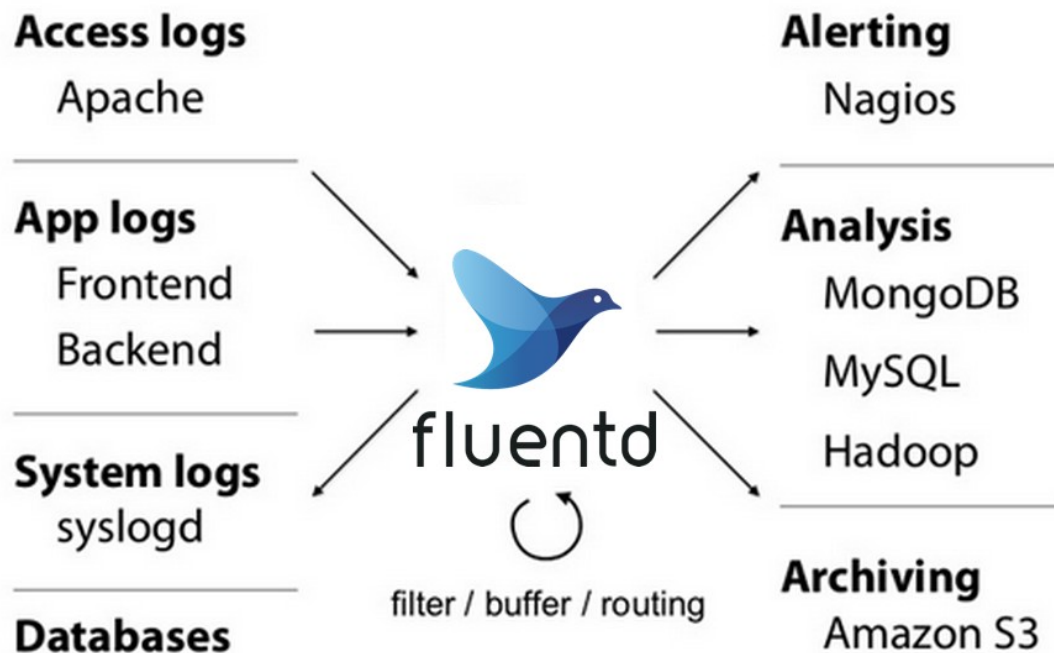 Access logs
Apache
App logs
Frontend
Backend
System logs
syslogd
Databases
fluentd
filter / buffer / routing
Alerting
Nagios
Analysis
MongoDB
MySQL
Hadoop
Archiving
Amazon S3